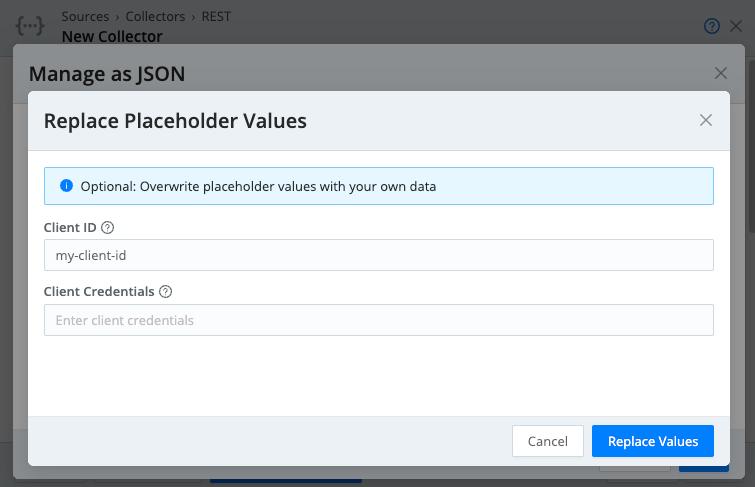 Sources › Collectors › REST
New Collector
Manage as JSON
Replace Placeholder Values
Optional: Overwrite placeholder values with your own data
Client ID
my-client-id
Client Credentials
Enter client credentials
Cancel
Replace Values